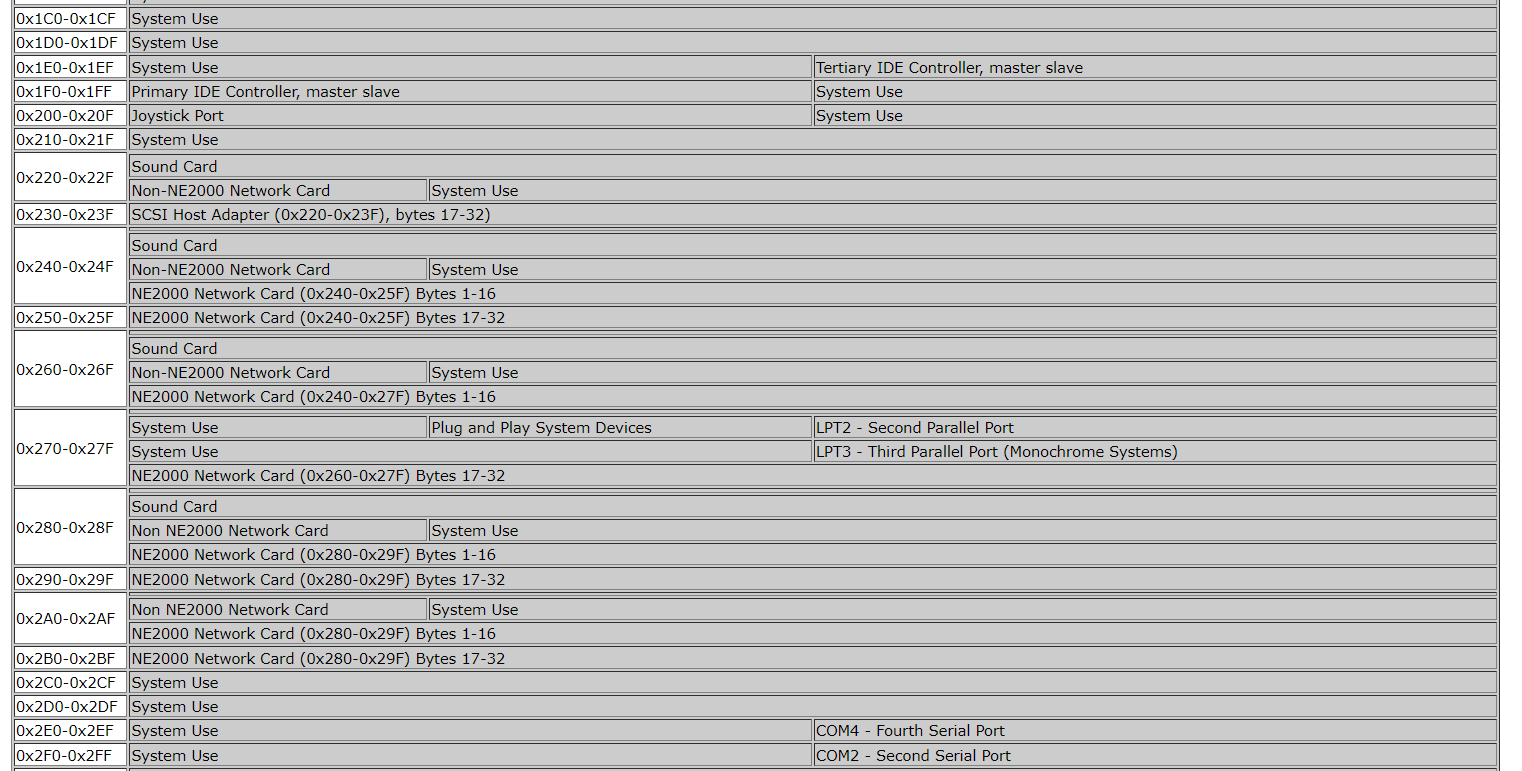 0x1C0-0x1CF System Use
0x1D0-0x1DF System Use
0x1E0-0x1EF System Use Tertiary IDE Controller, master slave
0x1F0-0x1FF Primary IDE Controller, master slave System Use
0x200-0x20F Joystick Port System Use
0x210-0x21F System Use
0x220-0x22F Sound Card
Non-NE2000 Network Card System Use
0x230-0x23F SCSI Host Adapter (0x220-0x23F), bytes 17-32)
0x240-0x24F Sound Card
Non-NE2000 Network Card System Use
NE2000 Network Card (0x240-0x25F) Bytes 1-16
0x250-0x25F NE2000 Network Card (0x240-0x25F) Bytes 17-32
0x260-0x26F Sound Card
Non-NE2000 Network Card System Use
NE2000 Network Card (0x240-0x27F) Bytes 1-16
0x270-0x27F System Use Plug and Play System Devices LPT2 - Second Parallel Port
System Use LPT3 - Third Parallel Port (Monochrome Systems)
NE2000 Network Card (0x260-0x27F) Bytes 17-32
0x280-0x28F Sound Card
Non NE2000 Network Card System Use
NE2000 Network Card (0x280-0x29F) Bytes 1-16
0x290-0x29F NE2000 Network Card (0x280-0x29F) Bytes 17-32
0x2A0-0x2AF Non NE2000 Network Card System Use
NE2000 Network Card (0x280-0x29F) Bytes 1-16
0x2B0-0x2BF NE2000 Network Card (0x280-0x29F) Bytes 17-32
0x2C0-0x2CF System Use
0x2D0-0x2DF System Use
0x2E0-0x2EF System Use COM4 - Fourth Serial Port
0x2F0-0x2FF System Use COM2 - Second Serial Port